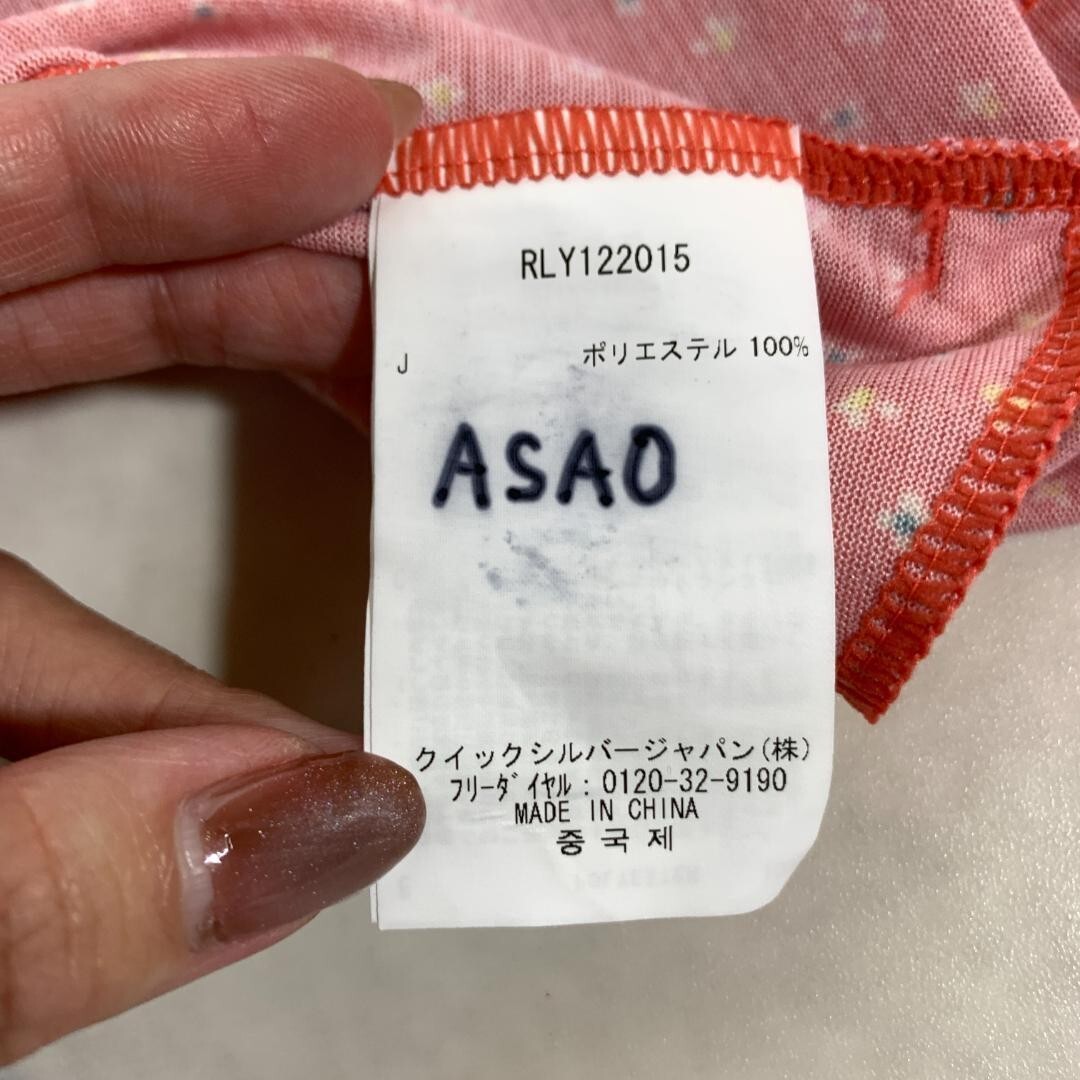 RLY122015
J ポリエステル 100%
ASAO
クイックシルバージャパン(株)
フリーダイヤル : 0120-32-9190
MADE IN CHINA
중국제